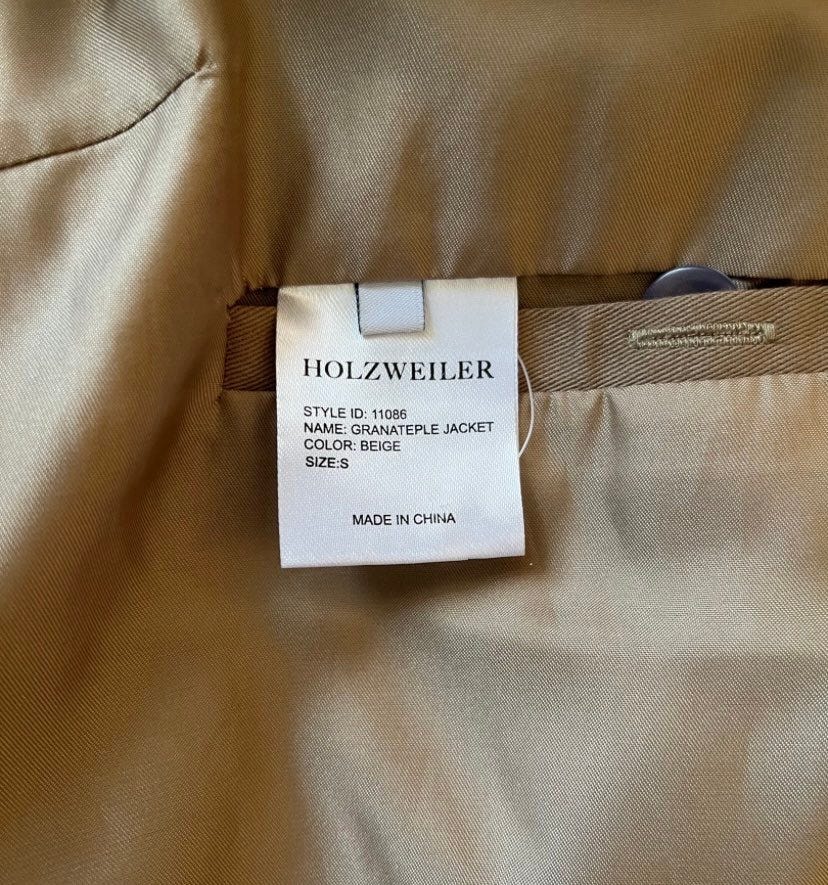 HOLZWEILER
STYLE ID: 11086
NAME: GRANATEPLE JACKET
COLOR: BEIGE
SIZE:S
MADE IN CHINA